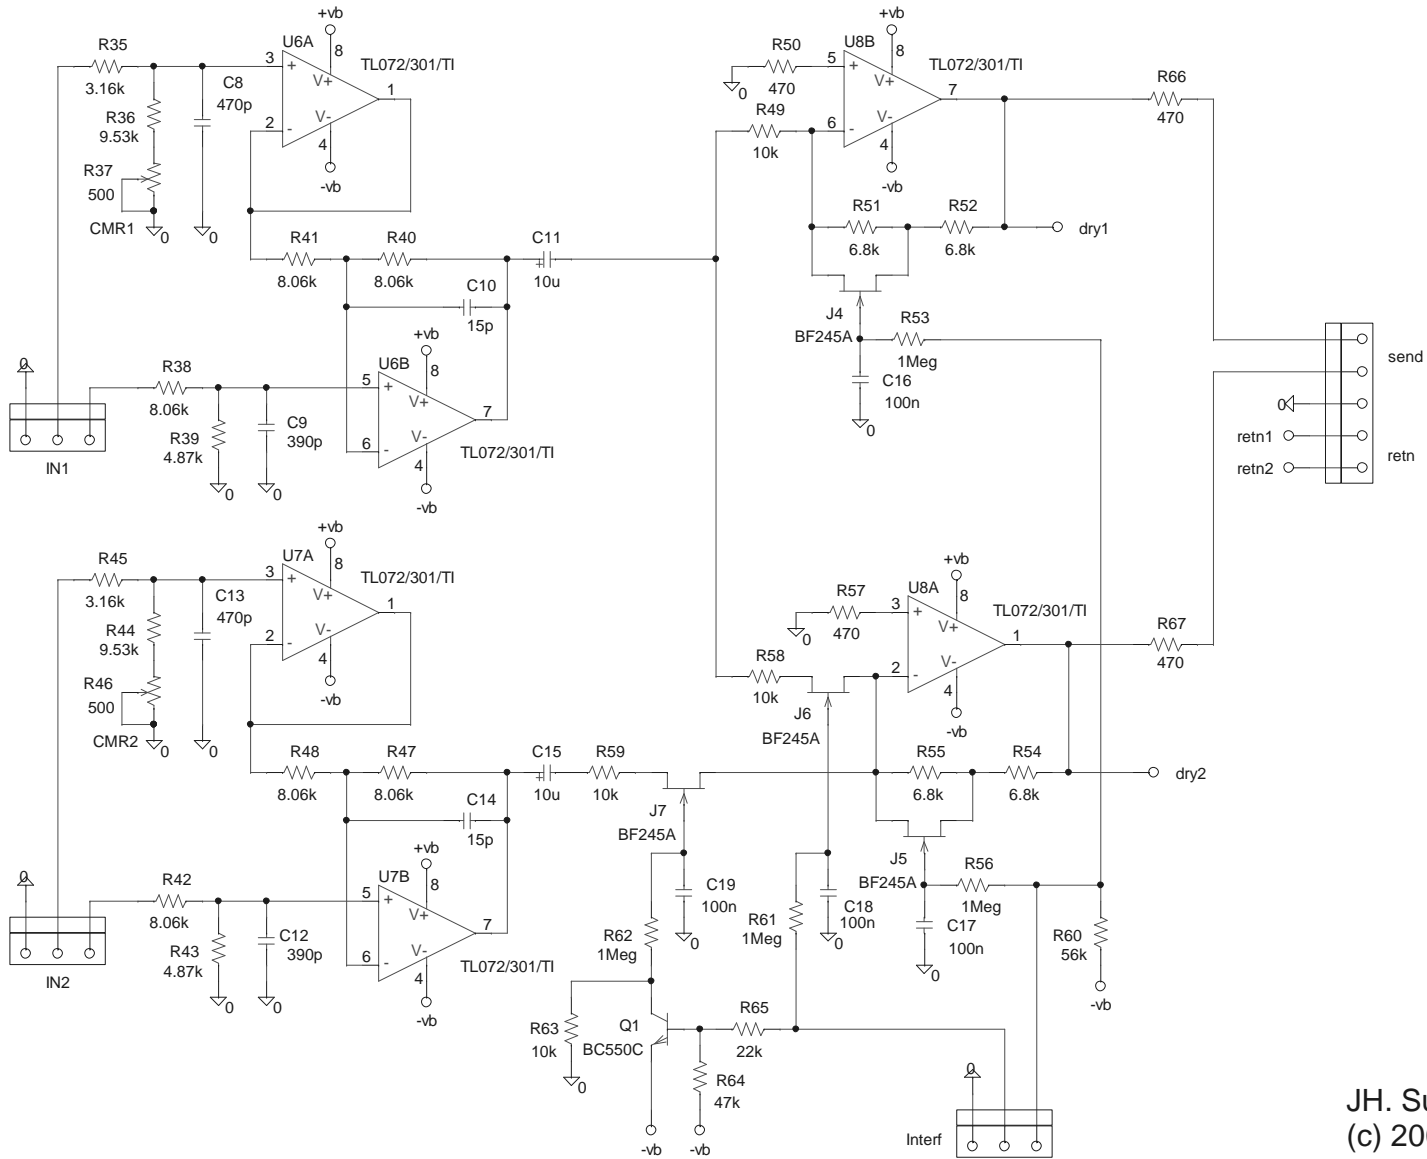 +vb
U6A
8
TL072/301/TI
R35
3.16k
3
+
V+
V-
2
-
1
4
-vb
C8
470p
R36
9.53k
R37
500
CMR1
0
0
R41
8.06k
R40
8.06k
C11
10u
C10
15p
+vb
U6B
8
5
+
V+
V-
6
-
7
4
-vb
TL072/301/TI
0
R38
8.06k
R39
4.87k
C9
390p
0
0
IN1
+vb
U7A
8
TL072/301/TI
R45
3.16k
3
+
V+
V-
2
-
1
4
-vb
C13
470p
R44
9.53k
R46
500
CMR2
0
0
R48
8.06k
R47
8.06k
C15
10u
R59
10k
C14
15p
+vb
U7B
8
5
+
V+
V-
6
-
7
4
-vb
TL072/301/TI
0
R42
8.06k
R43
4.87k
C12
390p
0
0
IN2
+vb
U8B
8
TL072/301/TI
R50
470
0
R49
10k
5
+
V+
V-
6
-
7
4
-vb
R66
470
R51
6.8k
R52
6.8k
dry1
J4
BF245A
R53
1Meg
C16
100n
0
send
0
retn1
retn2
retn
+vb
U8A
8
TL072/301/TI
R57
470
0
R58
10k
3
+
V+
V-
2
-
1
4
-vb
R67
470
J6
BF245A
R55
6.8k
R54
6.8k
dry2
J7
BF245A
J5
BF245A
R56
1Meg
C19
100n
0
R61
1Meg
C18
100n
0
C17
100n
0
R60
56k
-vb
R62
1Meg
R63
10k
0
Q1
BC550C
R65
22k
R64
47k
-vb
-vb
0
Interf
JH. Su
(c) 20